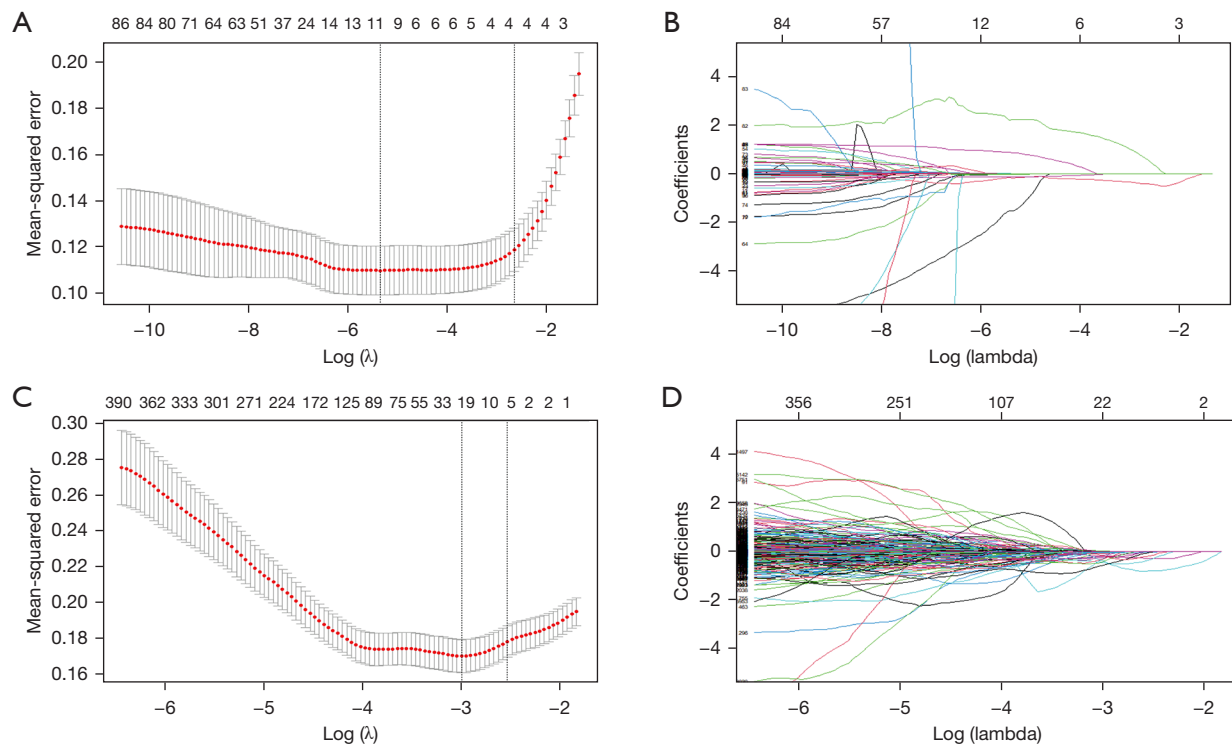 A
86 84 80 71 64 63 51 37 24 14 13 11 9 6 6 6 5 4 4 4 3
Mean-squared error
0.20
0.18
0.16
0.14
0.12
0.10
−10 −8 −6 −4 −2
Log (λ)
B
84 57 12 6 3
Coefficients
4
2
0
−2
−4
83
82
74
64
−10 −8 −6 −4 −2
Log (lambda)
C
390 362 333 301 271 224 172 125 89 75 55 33 19 10 5 2 2 1
Mean-squared error
0.30
0.28
0.26
0.24
0.22
0.20
0.18
0.16
−6 −5 −4 −3 −2
Log (λ)
D
356 251 107 22 2
Coefficients
4
2
0
−2
−4
296
−6 −5 −4 −3 −2
Log (lambda)